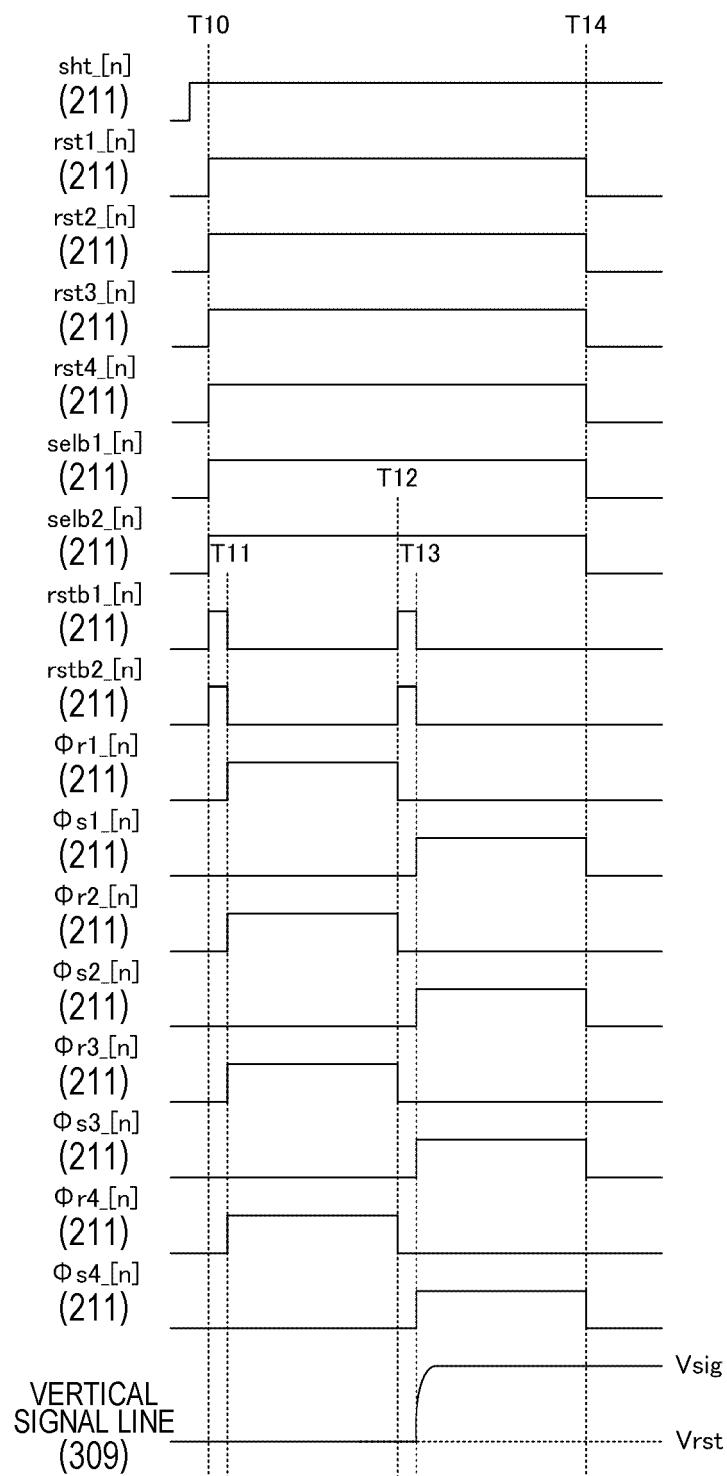 T10 T14
sht_[n]
(211)
rst1_[n]
(211)
rst2_[n]
(211)
rst3_[n]
(211)
rst4_[n]
(211)
selb1_[n]
(211)
T12
selb2_[n]
(211)
T11 T13
rstb1_[n]
(211)
rstb2_[n]
(211)
Φr1_[n]
(211)
Φs1_[n]
(211)
Φr2_[n]
(211)
Φs2_[n]
(211)
Φr3_[n]
(211)
Φs3_[n]
(211)
Φr4_[n]
(211)
Φs4_[n]
(211)
Vsig
VERTICAL
SIGNAL LINE
(309)
Vrst